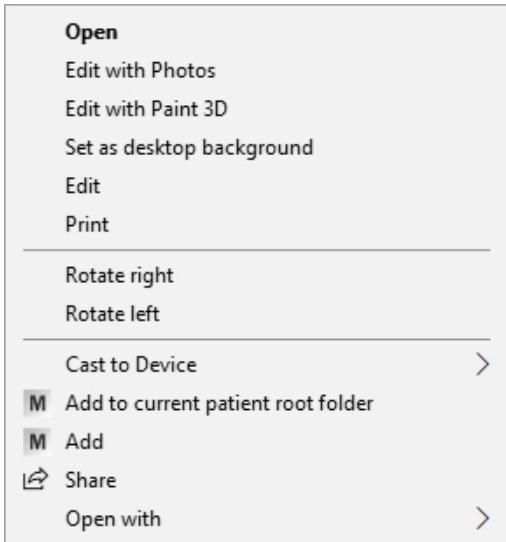 Open
Edit with Photos
Edit with Paint 3D
Set as desktop background
Edit
Print
Rotate right
Rotate left
Cast to Device
M Add to current patient root folder
M Add
Share
Open with